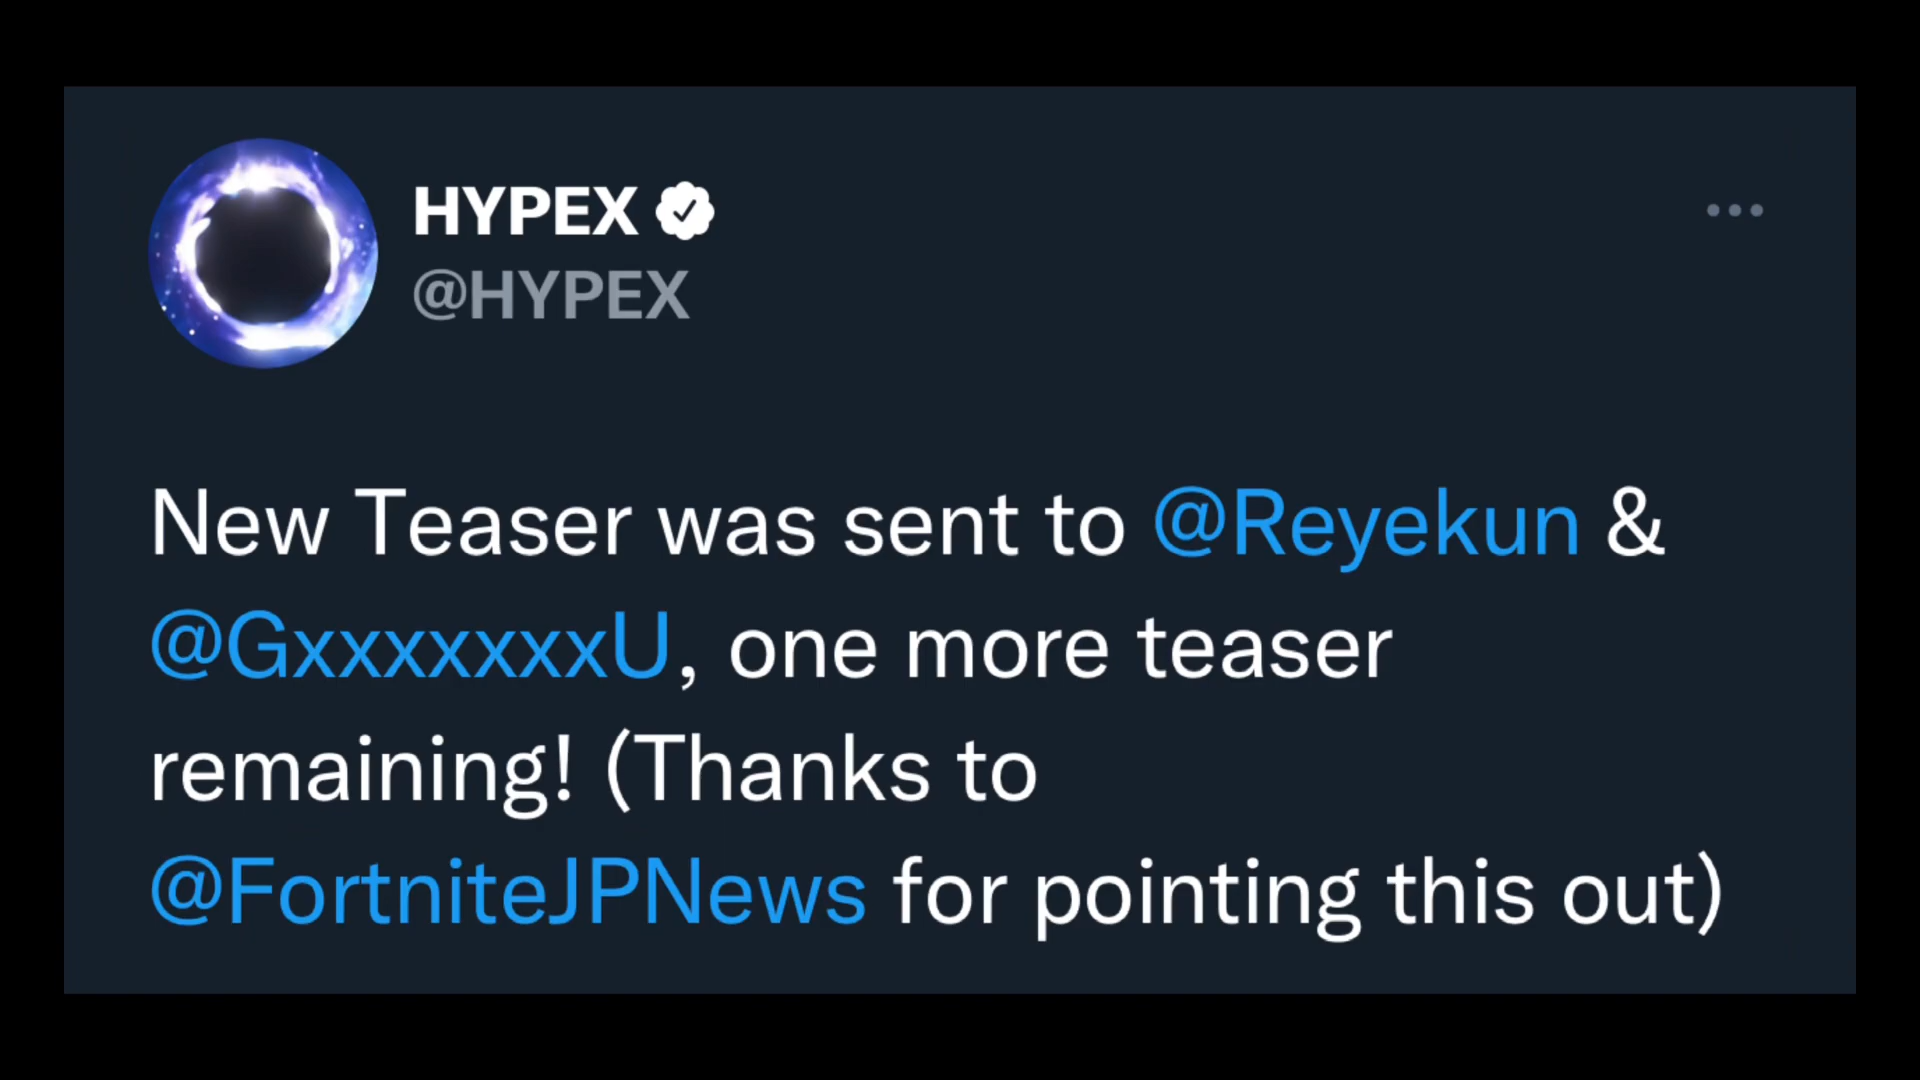 HYPEX
@HYPEX
New Teaser was sent to @Reyekun &
@GxxxxxxxU, one more teaser
remaining! (Thanks to
@FortniteJPNews for pointing this out)